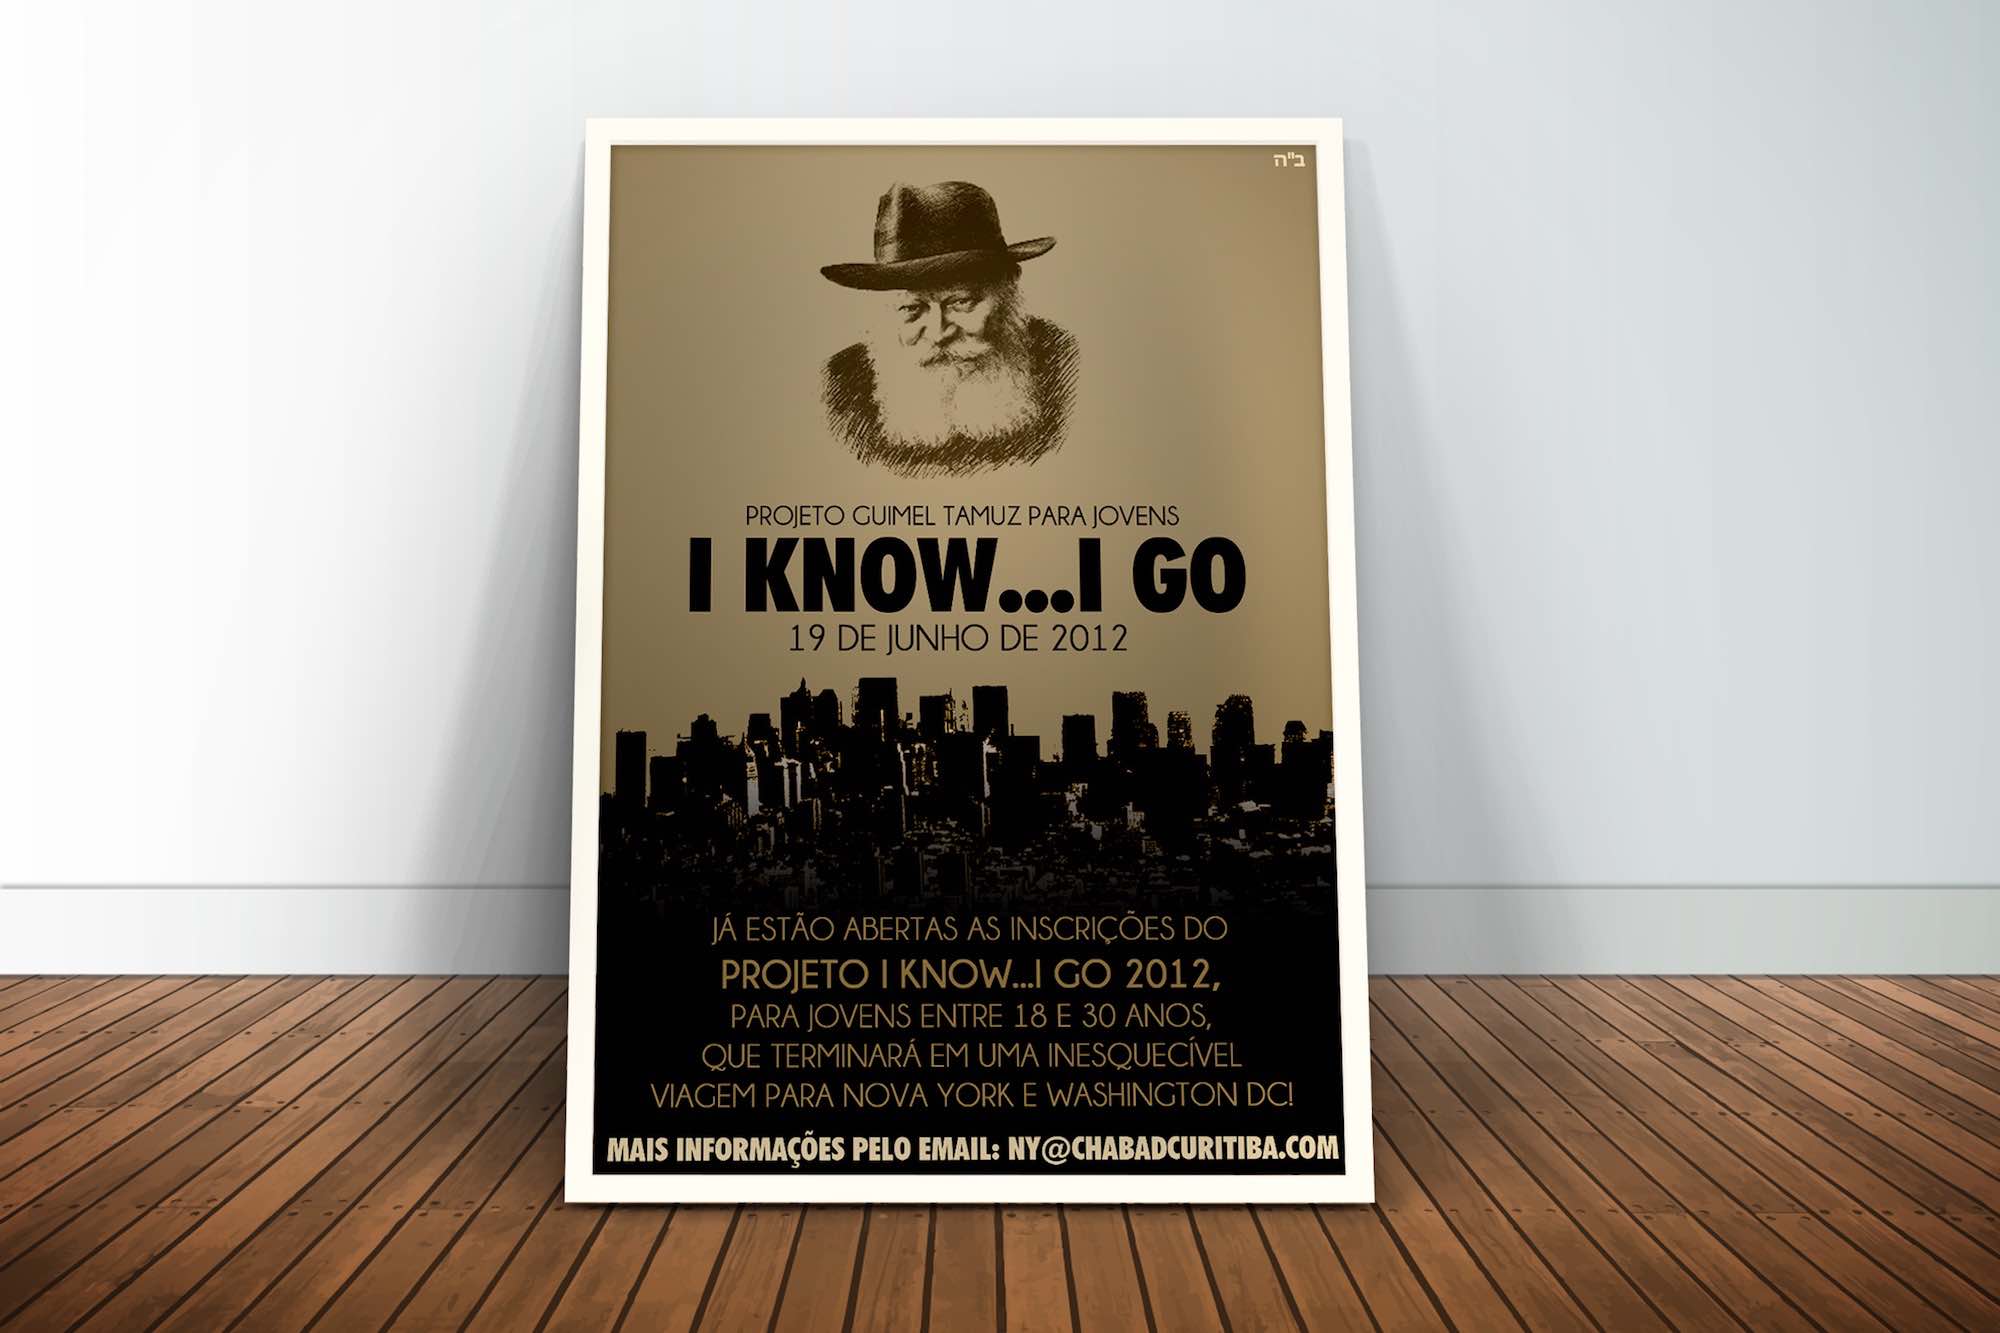 ב"ה
PROJETO GUIMEL TAMUZ PARA JOVENS
I KNOW...I GO
19 DE JUNHO DE 2012
JÁ ESTÃO ABERTAS AS INSCRIÇÕES DO
PROJETO I KNOW...I GO 2012,
PARA JOVENS ENTRE 18 E 30 ANOS,
QUE TERMINARÁ EM UMA INESQUECÍVEL
VIAGEM PARA NOVA YORK E WASHINGTON DC!
MAIS INFORMAÇÕES PELO EMAIL: NY@CHABADCURITIBA.COM